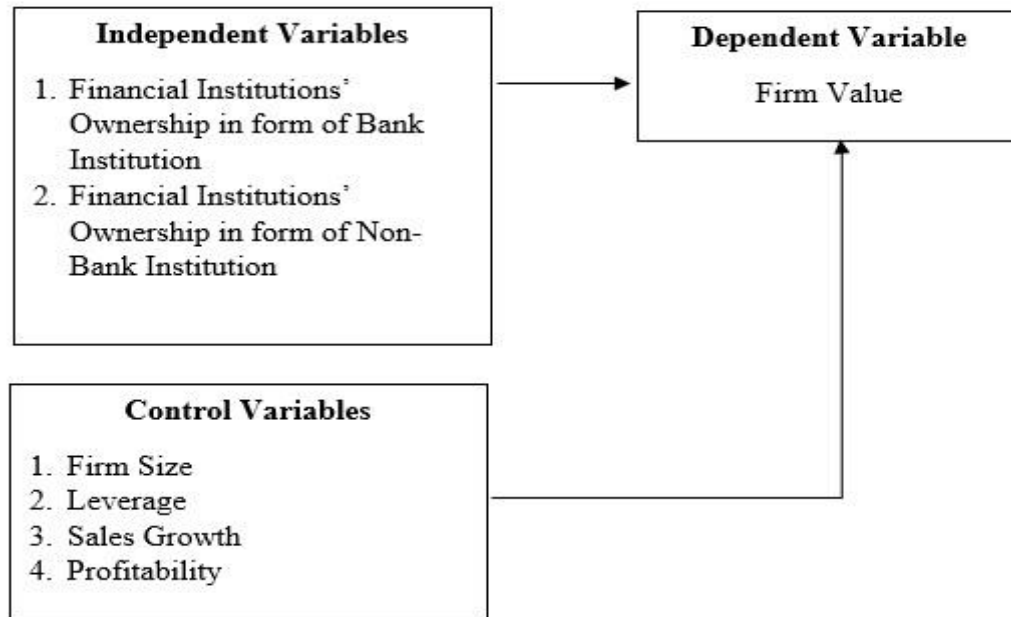 Independent Variables
1. Financial Institutions’
Ownership in form of Bank
Institution
2. Financial Institutions’
Ownership in form of Non-
Bank Institution
Dependent Variable
Firm Value
Control Variables
1. Firm Size
2. Leverage
3. Sales Growth
4. Profitability